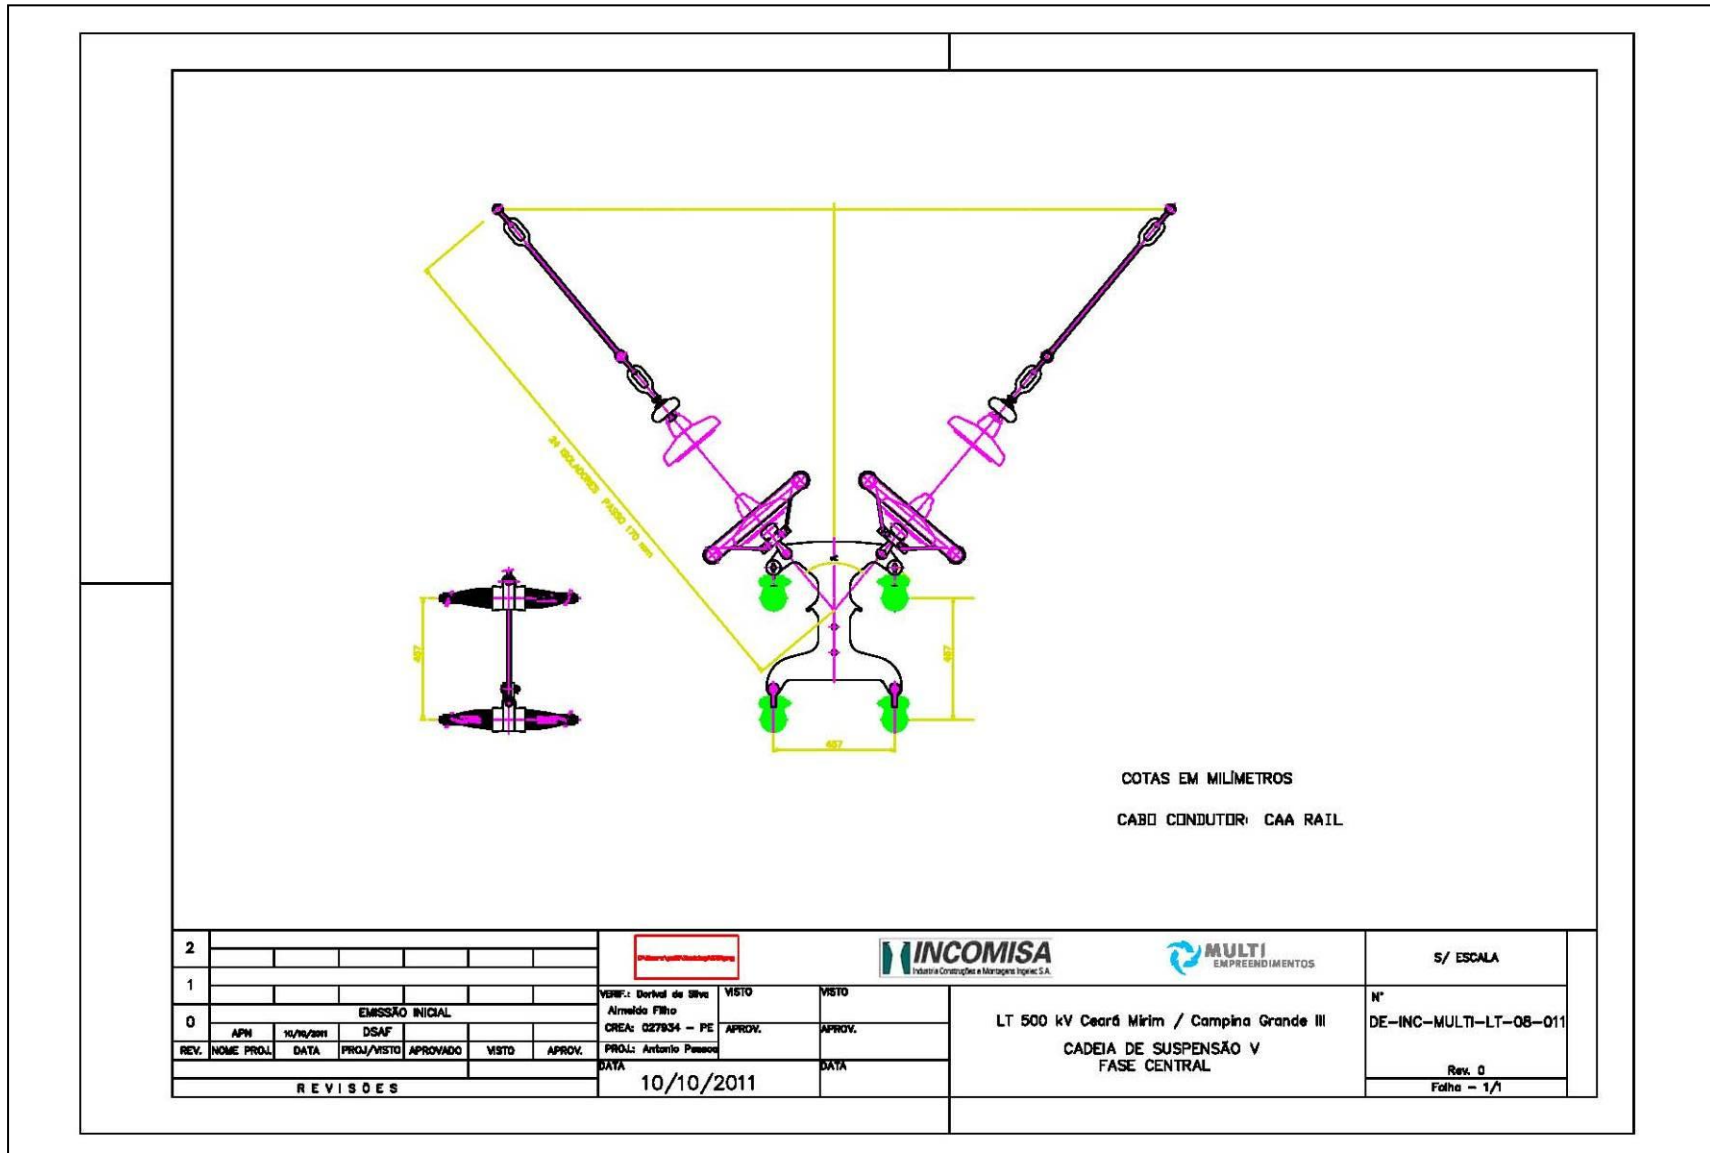 24 ISOLADORES PASSO 170 mm
457
457
457
COTAS EM MILÍMETROS
CABO CONDUTOR: CAA RAIL
2
1
0
EMISSÃO INICIAL
APN 10/10/2011 DSAF
REV. NOME PROJ. DATA PROJ./VISTO APROVADO VISTO APROV.
REVISÕES
VERIF.: Dorival da Silva
Almeida Filho
CREA: 027934 – PE
PROJ.: Antonio Pessoa
DATA
10/10/2011
VISTO
APROV.
VISTO
APROV.
DATA
INCOMISA
Industria Construções e Montagens Ingelec S.A.
MULTI
EMPREENDIMENTOS
LT 500 kV Ceará Mirim / Campina Grande III
CADEIA DE SUSPENSÃO V
FASE CENTRAL
S/ ESCALA
N°
DE-INC-MULTI-LT-08-011
Rev. 0
Folha – 1/1